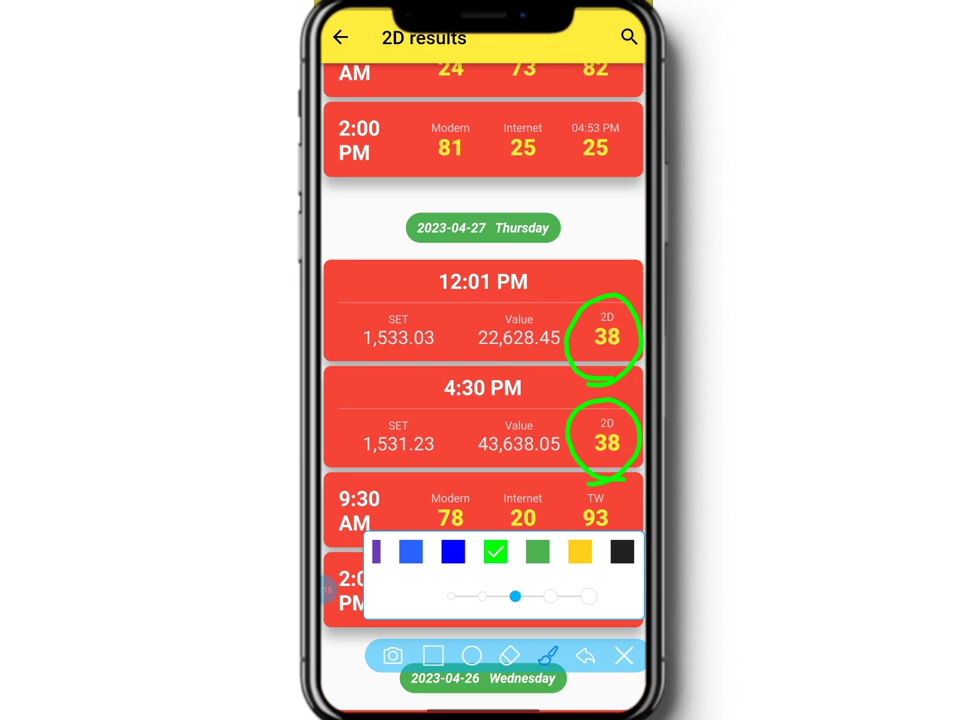 2D results
AM 24 73 82
2:00 PM
Modern Internet 04:53 PM
81 25 25
2023-04-27 Thursday
12:01 PM
SET Value 2D
1,533.03 22,628.45 38
4:30 PM
SET Value 2D
1,531.23 43,638.05 38
9:30 AM
Modern Internet TW
78 20 93
2:0
PM
15
2023-04-26 Wednesday